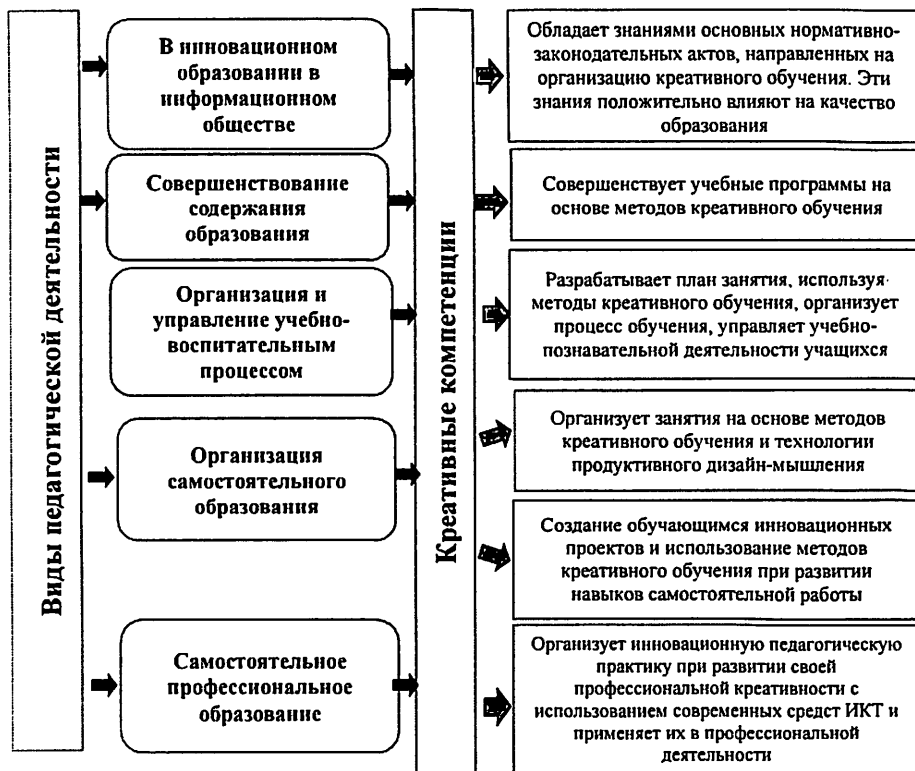 Виды педагогической деятельности
В инновационном
образовании в
информационном
обществе
Совершенствование
содержания
образования
Организация и
управление учебно-
воспитательным
процессом
Организация
самостоятельного
образования
Самостоятельное
профессиональное
образование
Креативные компетенции
Обладает знаниями основных нормативно-
законодательных актов, направленных на
организацию креативного обучения. Эти
знания положительно влияют на качество
образования
Совершенствует учебные программы на
основе методов креативного обучения
Разрабатывает план занятия, используя
методы креативного обучения, организует
процесс обучения, управляет учебно-
познавательной деятельности учащихся
Организует занятия на основе методов
креативного обучения и технологии
продуктивного дизайн-мышления
Создание обучающимся инновационных
проектов и использование методов
креативного обучения при развитии
навыков самостоятельной работы
Организует инновационную педагогическую
практику при развитии своей
профессиональной креативности с
использованием современных средст ИКТ и
применяет их в профессиональной
деятельности